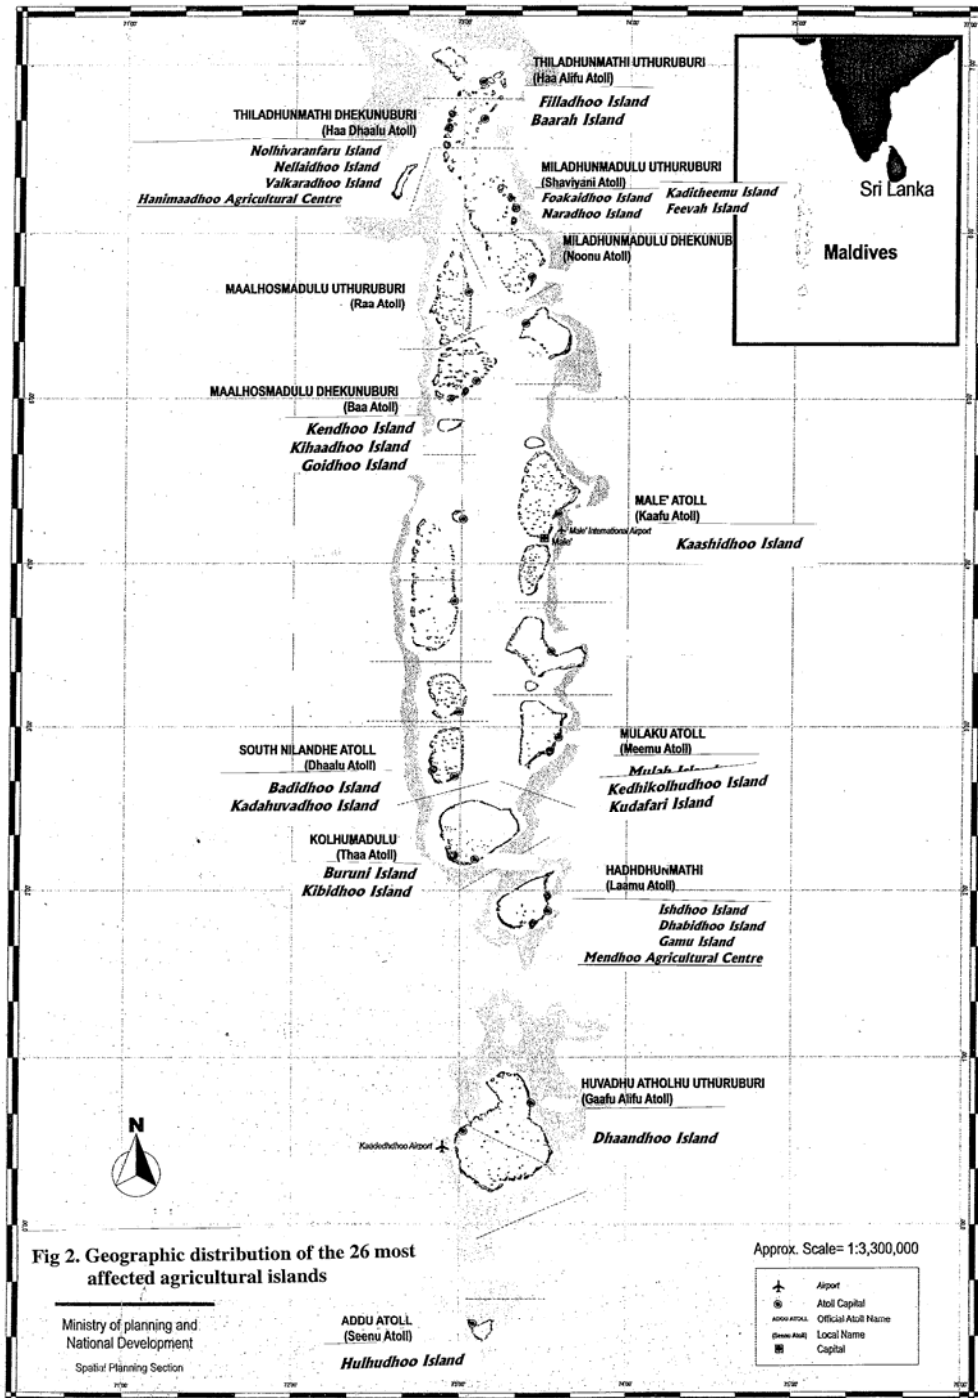 THILADHUNMATHI UTHURUBURI
(Haa Alifu Atoll)
Filladhoo Island
Baarah Island
THILADHUNMATHI DHEKUNUBURI
(Haa Dhaalu Atoll)
Nolhivaranfaru Island
Nellaidhoo Island
Vaikaradhoo Island
Hanimaadhoo Agricultural Centre
MILADHUNMADULU UTHURUBURI
(Shaviyani Atoll)
Foakaidhoo Island
Naradhoo Island
Kaditheemu Island
Feevah Island
Sri Lanka
Maldives
MILADHUNMADULU DHEKUNUB
(Noonu Atoll)
MAALHOSMADULU UTHURUBURI
(Raa Atoll)
MAALHOSMADULU DHEKUNUBURI
(Baa Atoll)
Kendhoo Island
Kihaadhoo Island
Goidhoo Island
MALE' ATOLL
(Kaafu Atoll)
Male' International Airport
Male'
Kaashidhoo Island
SOUTH NILANDHE ATOLL
(Dhaalu Atoll)
Badidhoo Island
Kadahuvadhoo Island
MULAKU ATOLL
(Meemu Atoll)
Mulah Island
Kedhikolhudhoo Island
Kudafari Island
KOLHUMADULU
(Thaa Atoll)
Buruni Island
Kibidhoo Island
HADHDHUNMATHI
(Laamu Atoll)
Ishdhoo Island
Dhabidhoo Island
Gamu Island
Mendhoo Agricultural Centre
HUVADHU ATHOLHU UTHURUBURI
(Gaafu Alifu Atoll)
Dhaandhoo Island
Kaadedhdhoo Airport
N
Fig 2. Geographic distribution of the 26 most
affected agricultural islands
Ministry of planning and
National Development
Spatial Planning Section
ADDU ATOLL
(Seenu Atoll)
Hulhudhoo Island
Approx. Scale= 1:3,300,000
Airport
Atoll Capital
ADDU ATOLL Official Atoll Name
(Seenu Atoll) Local Name
Capital